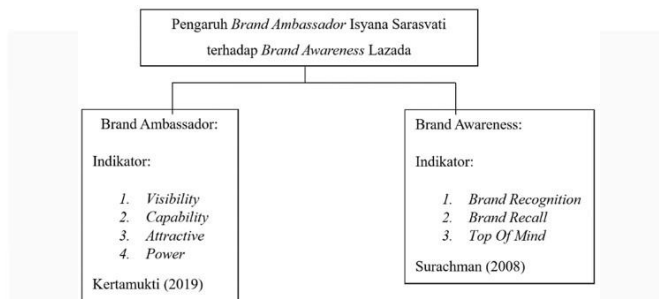 Pengaruh Brand Ambassador Isyana Sarasvati
terhadap Brand Awareness Lazada
Brand Ambassador:
Indikator:
1. Visibility
2. Capability
3. Attractive
4. Power
Kertamukti (2019)
Brand Awareness:
Indikator:
1. Brand Recognition
2. Brand Recall
3. Top Of Mind
Surachman (2008)